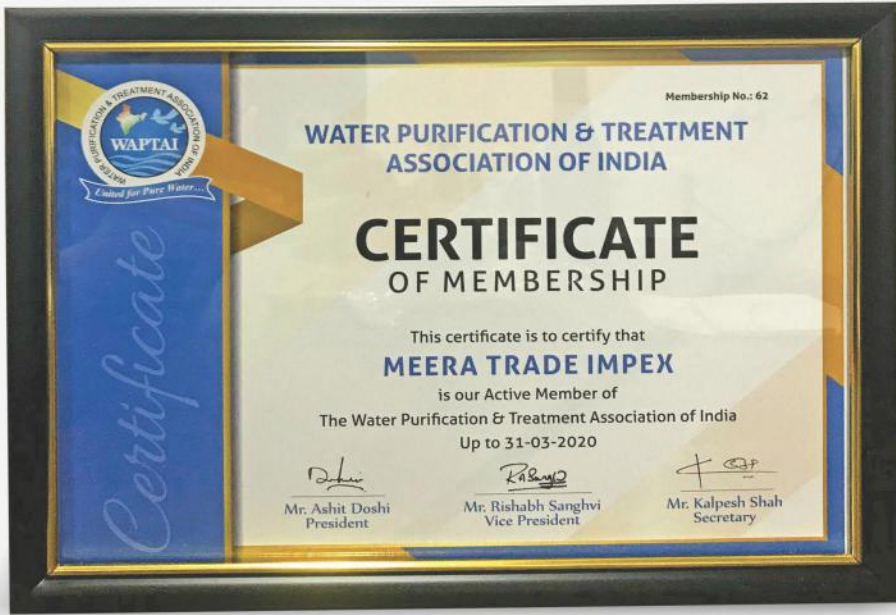 Membership No.: 62
WATER PURIFICATION & TREATMENT ASSOCIATION OF INDIA
WAPTAI
United for Pure Water...
Certificate
WATER PURIFICATION & TREATMENT
ASSOCIATION OF INDIA
CERTIFICATE
OF MEMBERSHIP
This certificate is to certify that
MEERA TRADE IMPEX
is our Active Member of
The Water Purification & Treatment Association of India
Up to 31-03-2020
Mr. Ashit Doshi
President
Mr. Rishabh Sanghvi
Vice President
Mr. Kalpesh Shah
Secretary